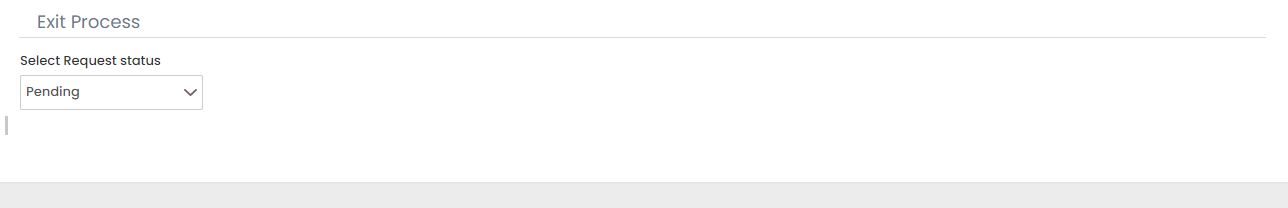 Exit Process
Select Request status
Pending